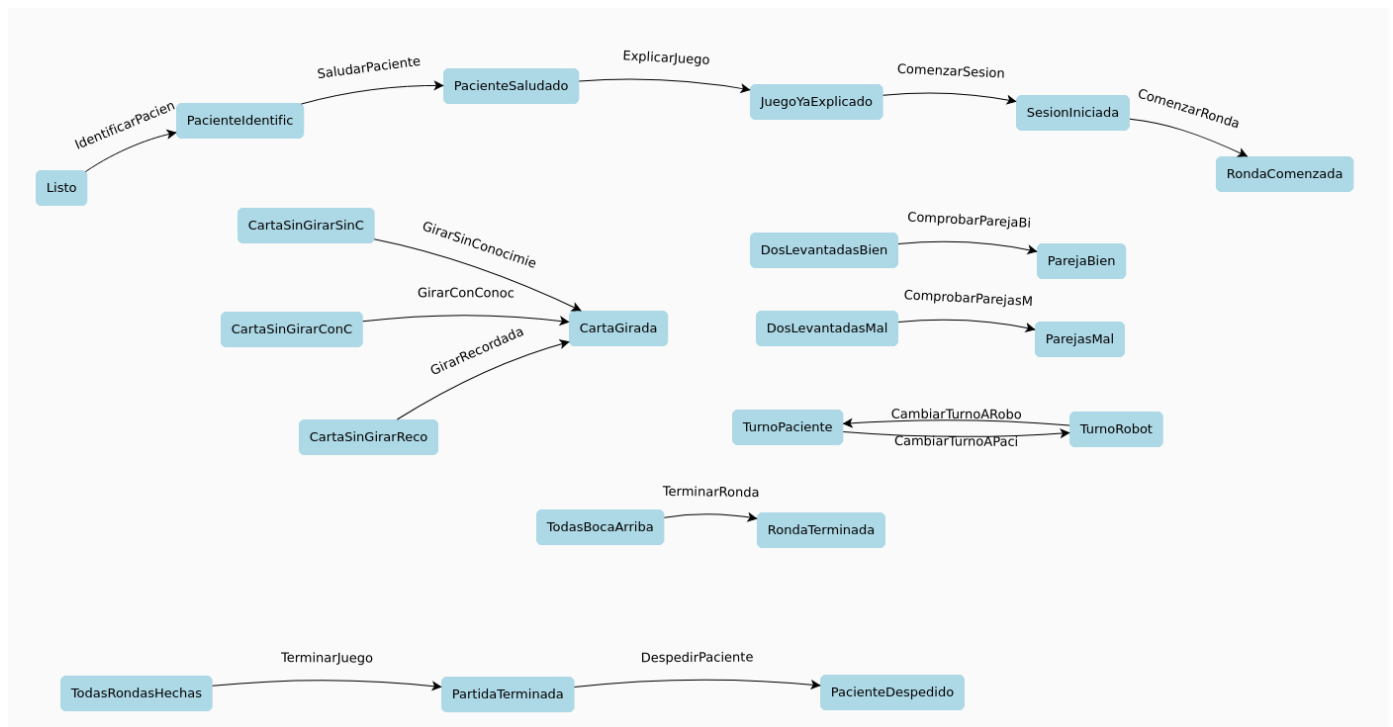 ExplicarJuego
SaludarPaciente
ComenzarSesion
PacienteSaludado
JuegoYaExplicado
ComenzarRonda
IdentificarPacien
PacienteIdentific
SesionIniciada
Listo
RondaComenzada
CartaSinGirarSinC
GirarSinConocimie
ComprobarParejaBi
DosLevantadasBien
ParejaBien
GirarConConoc
ComprobarParejasM
CartaSinGirarConC
CartaGirada
DosLevantadasMal
ParejasMal
GirarRecordada
CartaSinGirarReco
TurnoPaciente
CambiarTurnoARobo
TurnoRobot
CambiarTurnoAPaci
TerminarRonda
TodasBocaArriba
RondaTerminada
TerminarJuego
DespedirPaciente
TodasRondasHechas
PartidaTerminada
PacienteDespedido